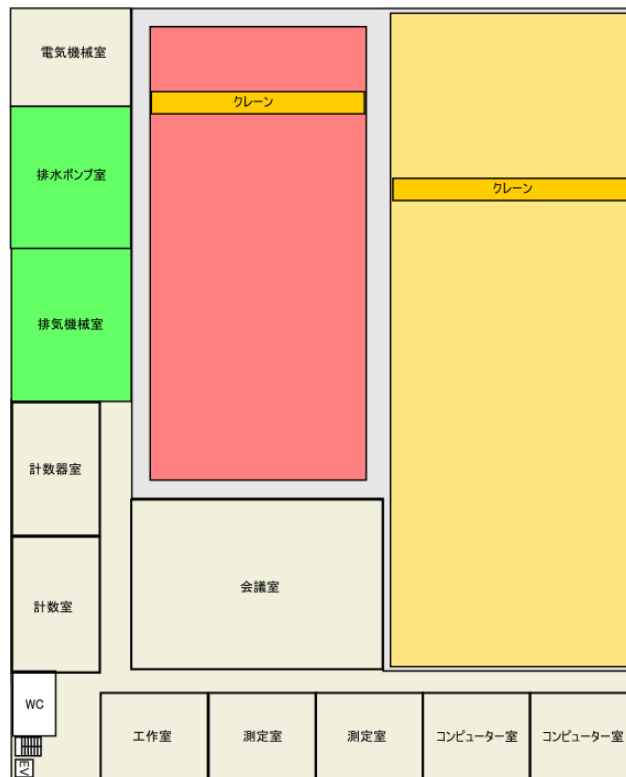 電気機械室
クレーン
排水ポンプ室
クレーン
排気機械室
計数器室
会議室
計数室
WC
工作室
測定室
測定室
コンピューター室
コンピューター室
EV